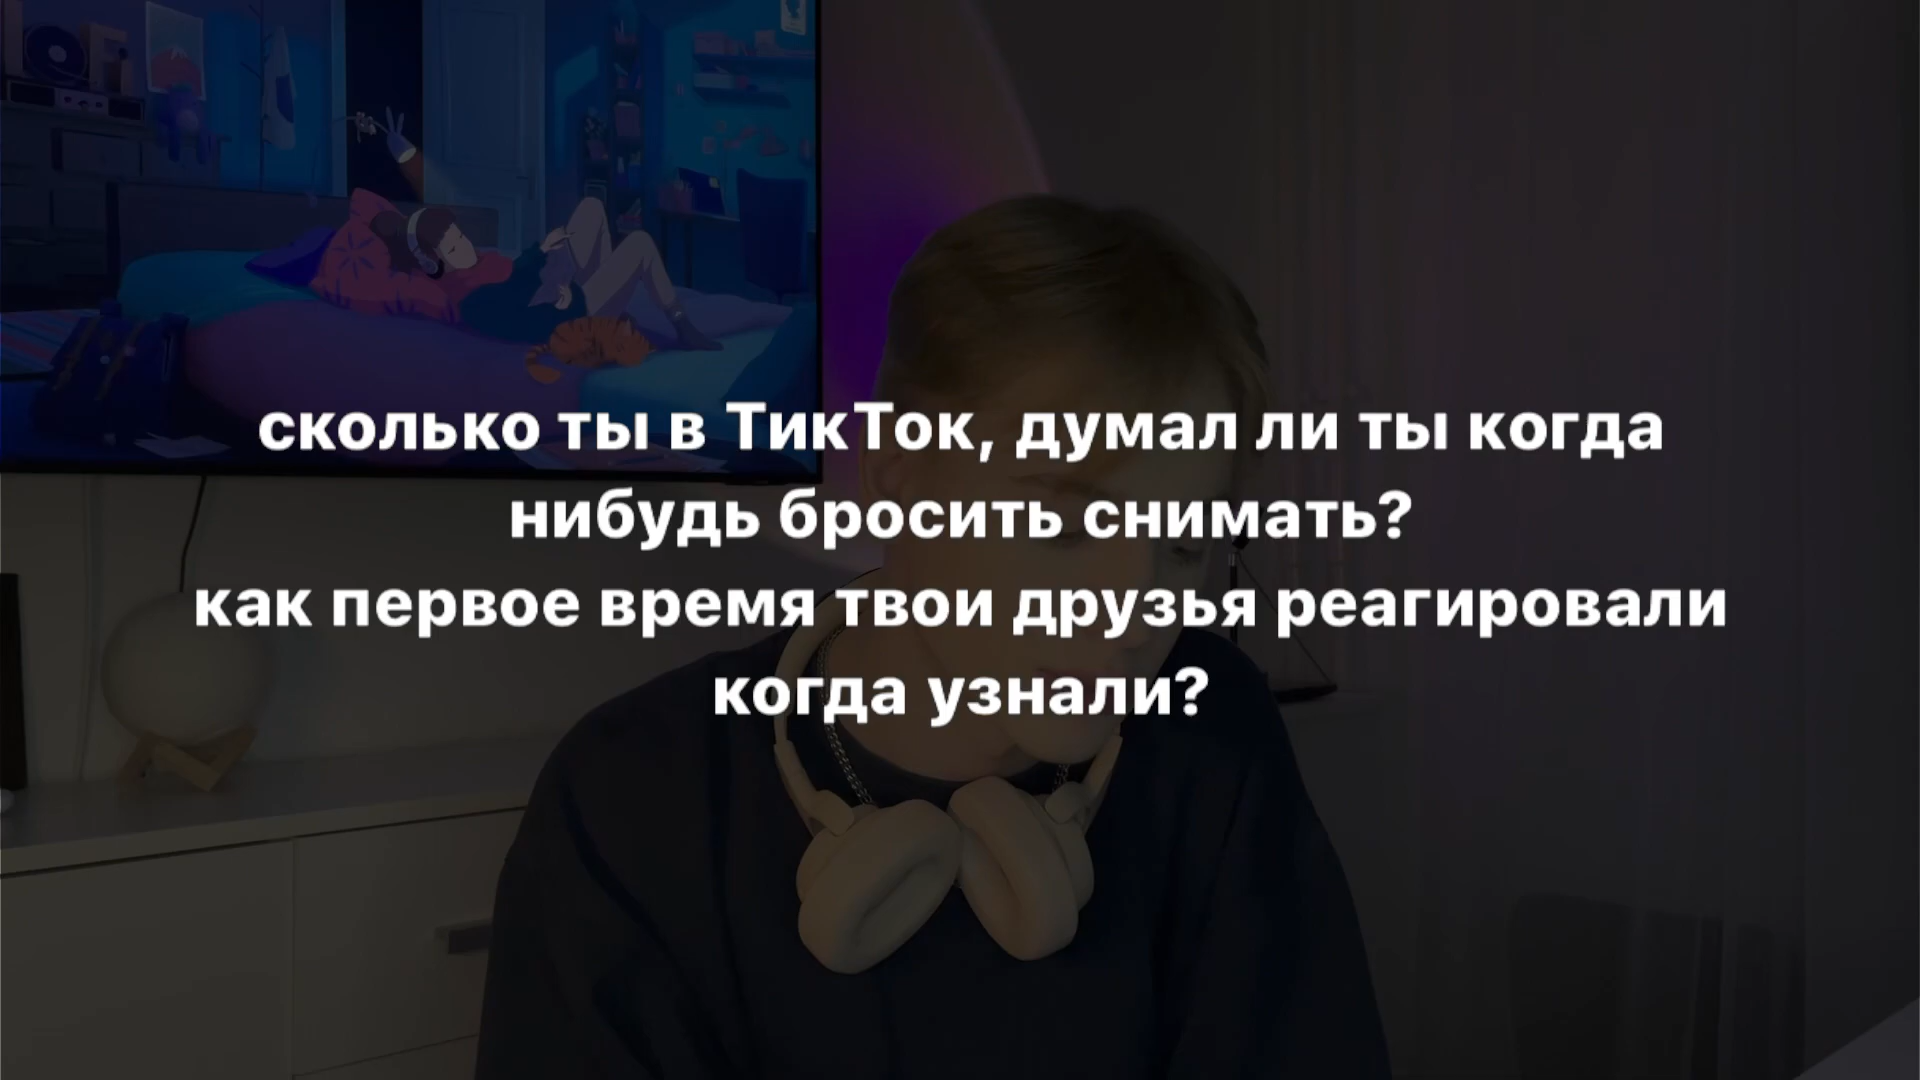 сколько ты в ТикТок, думал ли ты когда
нибудь бросить снимать?
как первое время твои друзья реагировали
когда узнали?